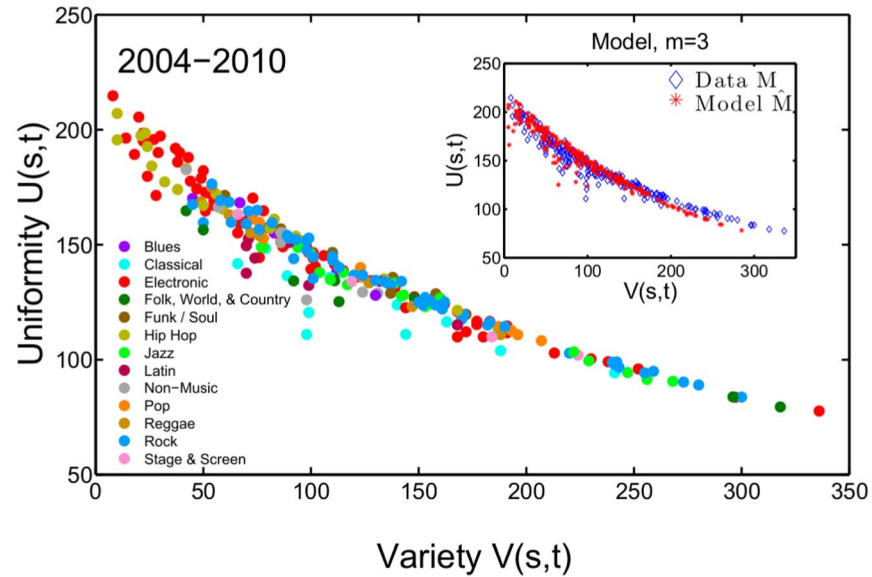 250
200
150
100
50
0
50
100
150
200
250
300
350
Uniformity U(s,t)
Variety V(s,t)
2004−2010
Blues
Classical
Electronic
Folk, World, & Country
Funk / Soul
Hip Hop
Jazz
Latin
Non−Music
Pop
Reggae
Rock
Stage & Screen
Model, m=3
250
200
150
100
50
0
100
200
300
U(s,t)
V(s,t)
Data M
Model M̂